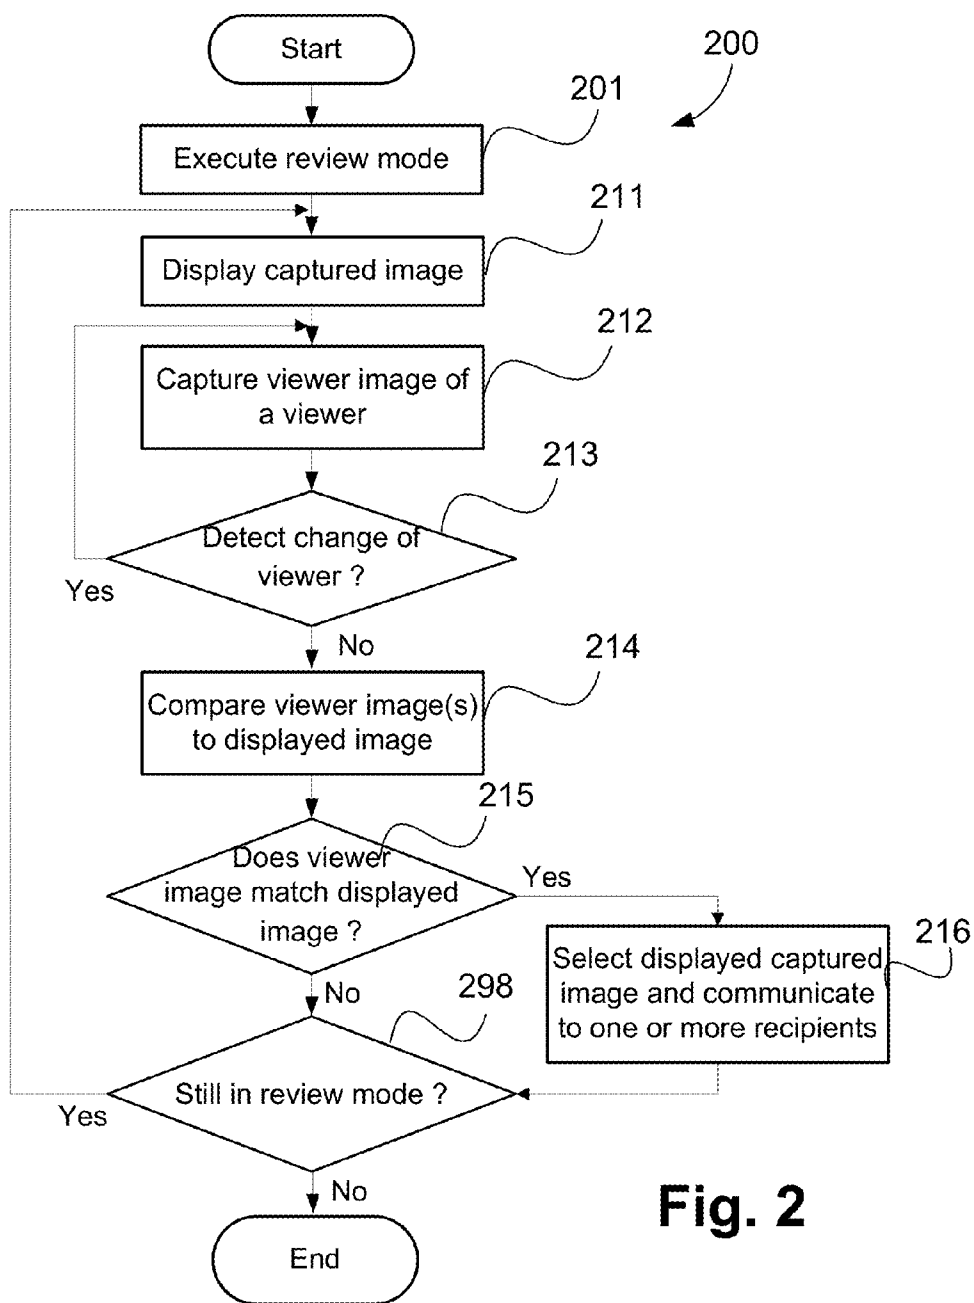 Start
200
201
Execute review mode
211
Display captured image
212
Capture viewer image of
a viewer
213
Detect change of
viewer ?
Yes
No
214
Compare viewer image(s)
to displayed image
215
Does viewer
image match displayed
image ?
Yes
216
Select displayed captured
image and communicate
to one or more recipients
No
298
Still in review mode ?
Yes
No
Fig. 2
End